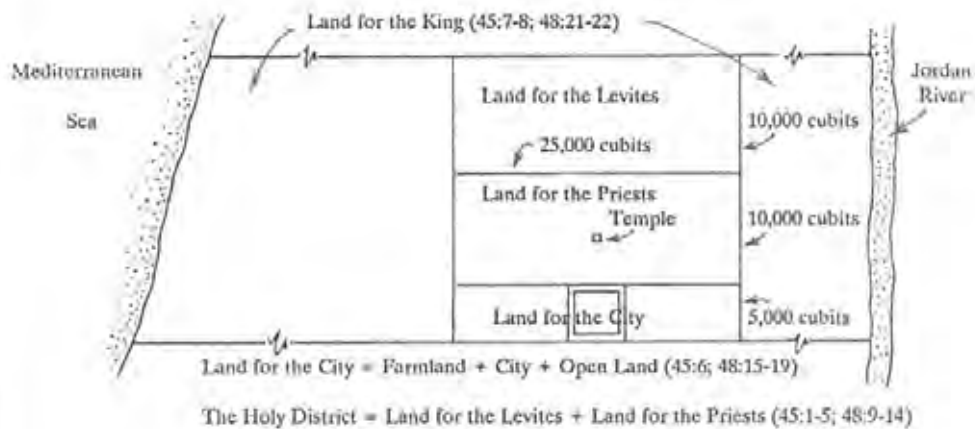 Land for the King (45:7-8; 48:21-22)
Mediterranean
Sea
Jordan
River
Land for the Levites
10,000 cubits
25,000 cubits
Land for the Priests
Temple
10,000 cubits
Land for the City
5,000 cubits
Land for the City = Farmland + City + Open Land (45:6; 48:15-19)
The Holy District = Land for the Levites + Land for the Priests (45:1-5; 48:9-14)